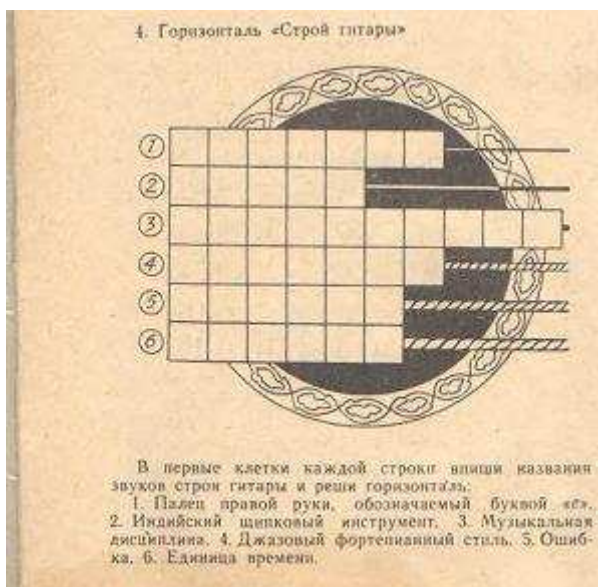 4. Горизонталь «Строй гитары»
1
2
3
4
5
6
В первые клетки каждой строки впиши названия
звуков строя гитары и реши горизонталь:
1. Палец правой руки, обозначаемый буквой «е».
2. Индийский щипковый инструмент. 3. Музыкальная
дисциплина. 4. Джазовый фортепианный стиль. 5. Ошиб-
ка. 6. Единица времени.